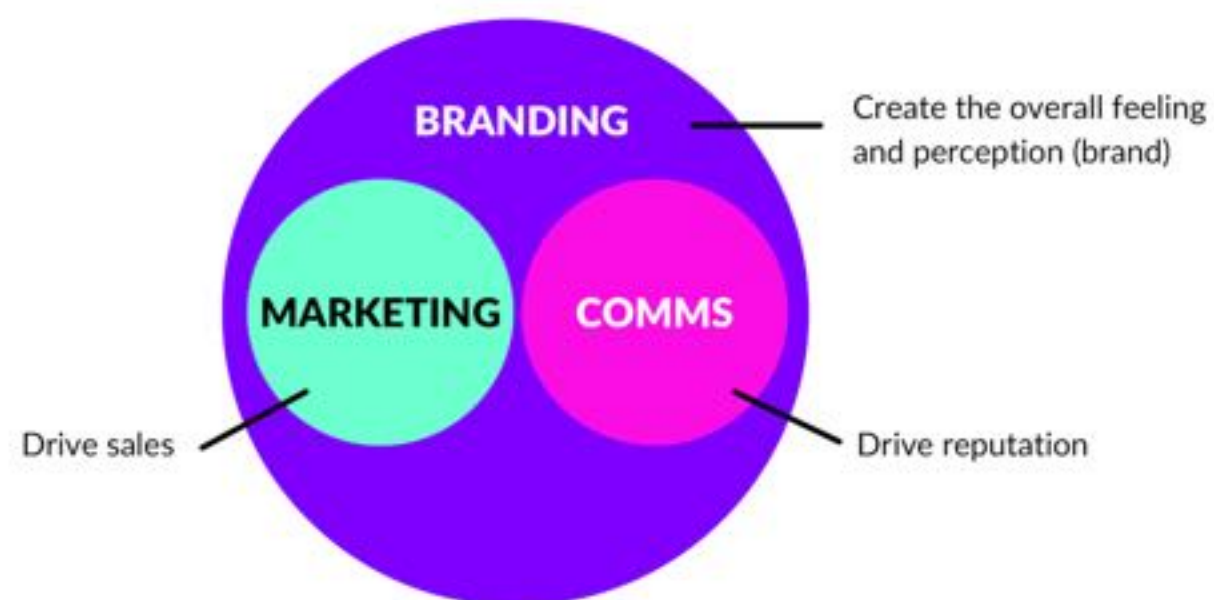 BRANDING
Create the overall feeling
and perception (brand)
MARKETING
COMMS
Drive sales
Drive reputation